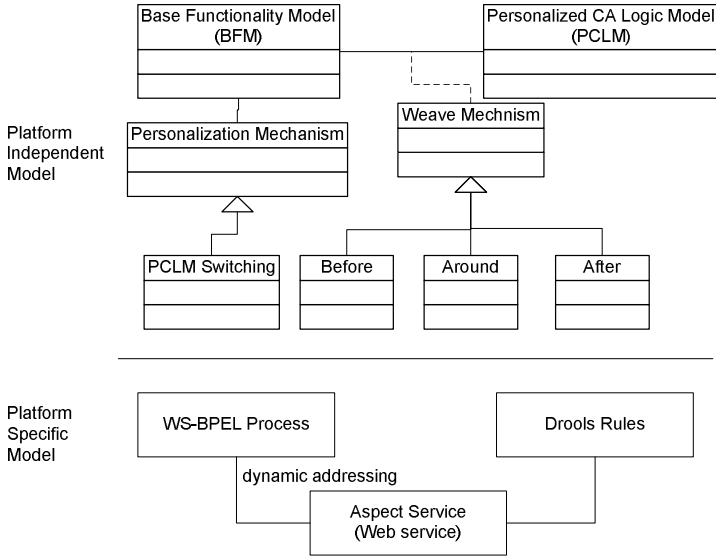 Base Functionality Model
(BFM)
Personalized CA Logic Model
(PCLM)
Platform
Independent
Model
Personalization Mechanism
Weave Mechnism
PCLM Switching
Before
Around
After
Platform
Specific
Model
WS-BPEL Process
Drools Rules
dynamic addressing
Aspect Service
(Web service)